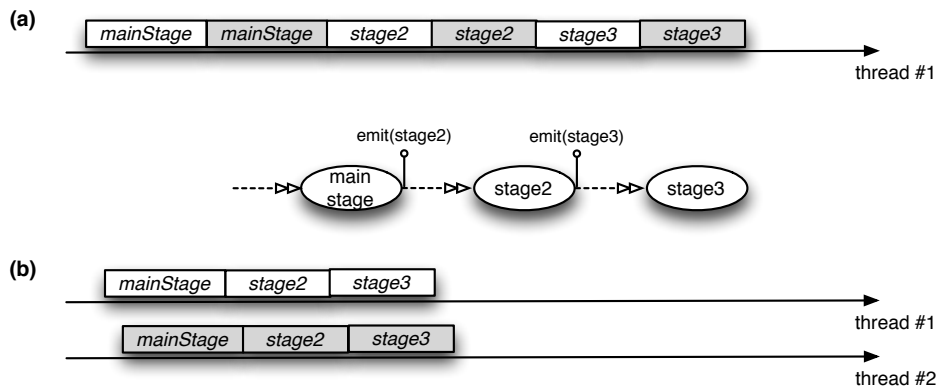 (a)
mainStage mainStage stage2 stage2 stage3 stage3
thread #1
emit(stage2) emit(stage3)
main
stage stage2 stage3
(b)
mainStage stage2 stage3
thread #1
mainStage stage2 stage3
thread #2